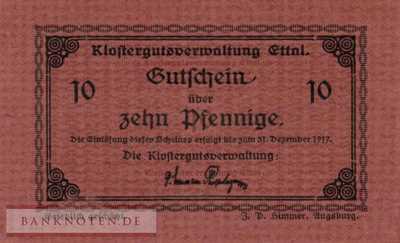 Klostergutsverwaltung Ettal.
Gutschein
über
10 10
zehn Pfennige.
Die Einlösung dieses Scheines erfolgt bis zum 31. Dezember 1917.
Die Klostergutsverwaltung:
J. P. Himmer, Augsburg.
BANKNOTEN.DE